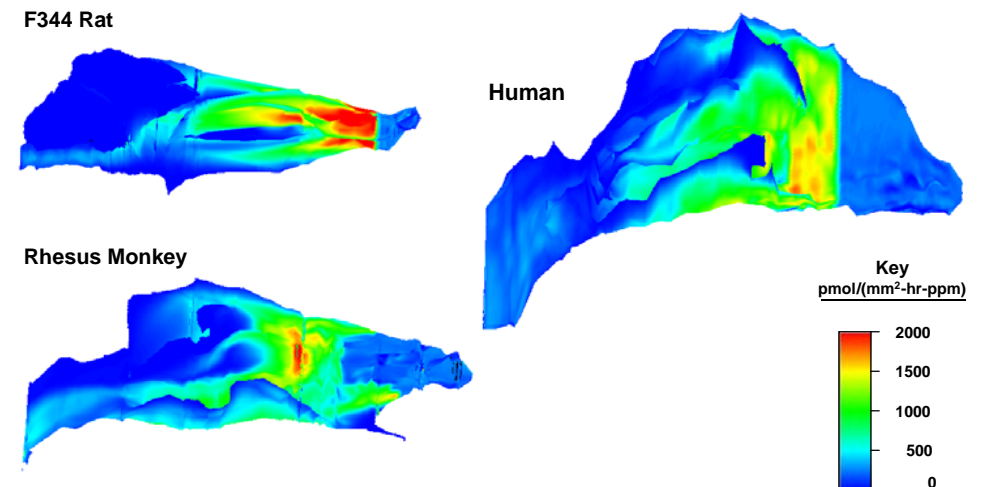 F344 Rat
Human
Rhesus Monkey
Key
pmol/(mm²-hr-ppm)
2000
1500
1000
500
0